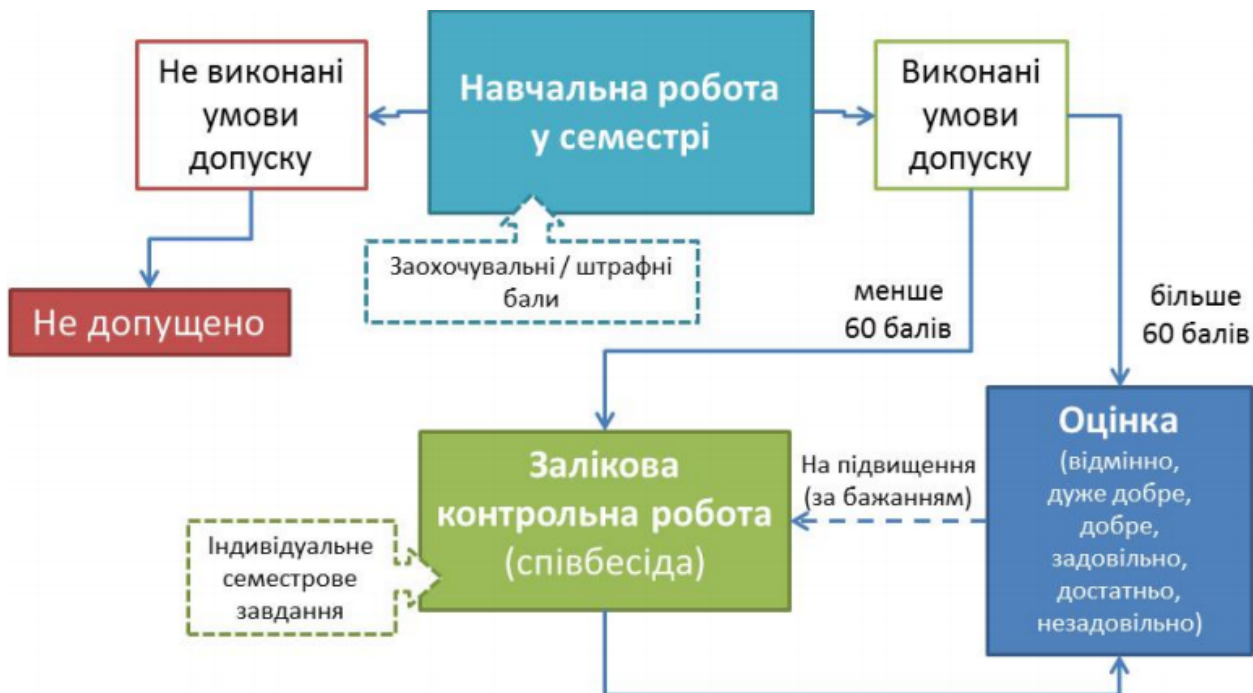 Не виконані
умови
допуску
Навчальна робота
у семестрі
Виконані
умови
допуску
Заохочувальні / штрафні
бали
Не допущено
менше
60 балів
більше
60 балів
Залікова
контрольна робота
(співбесіда)
На підвищення
(за бажанням)
Оцінка
(відмінно,
дуже добре,
добре,
задовільно,
достатньо,
незадовільно)
Індивідуальне
семестрове
завдання